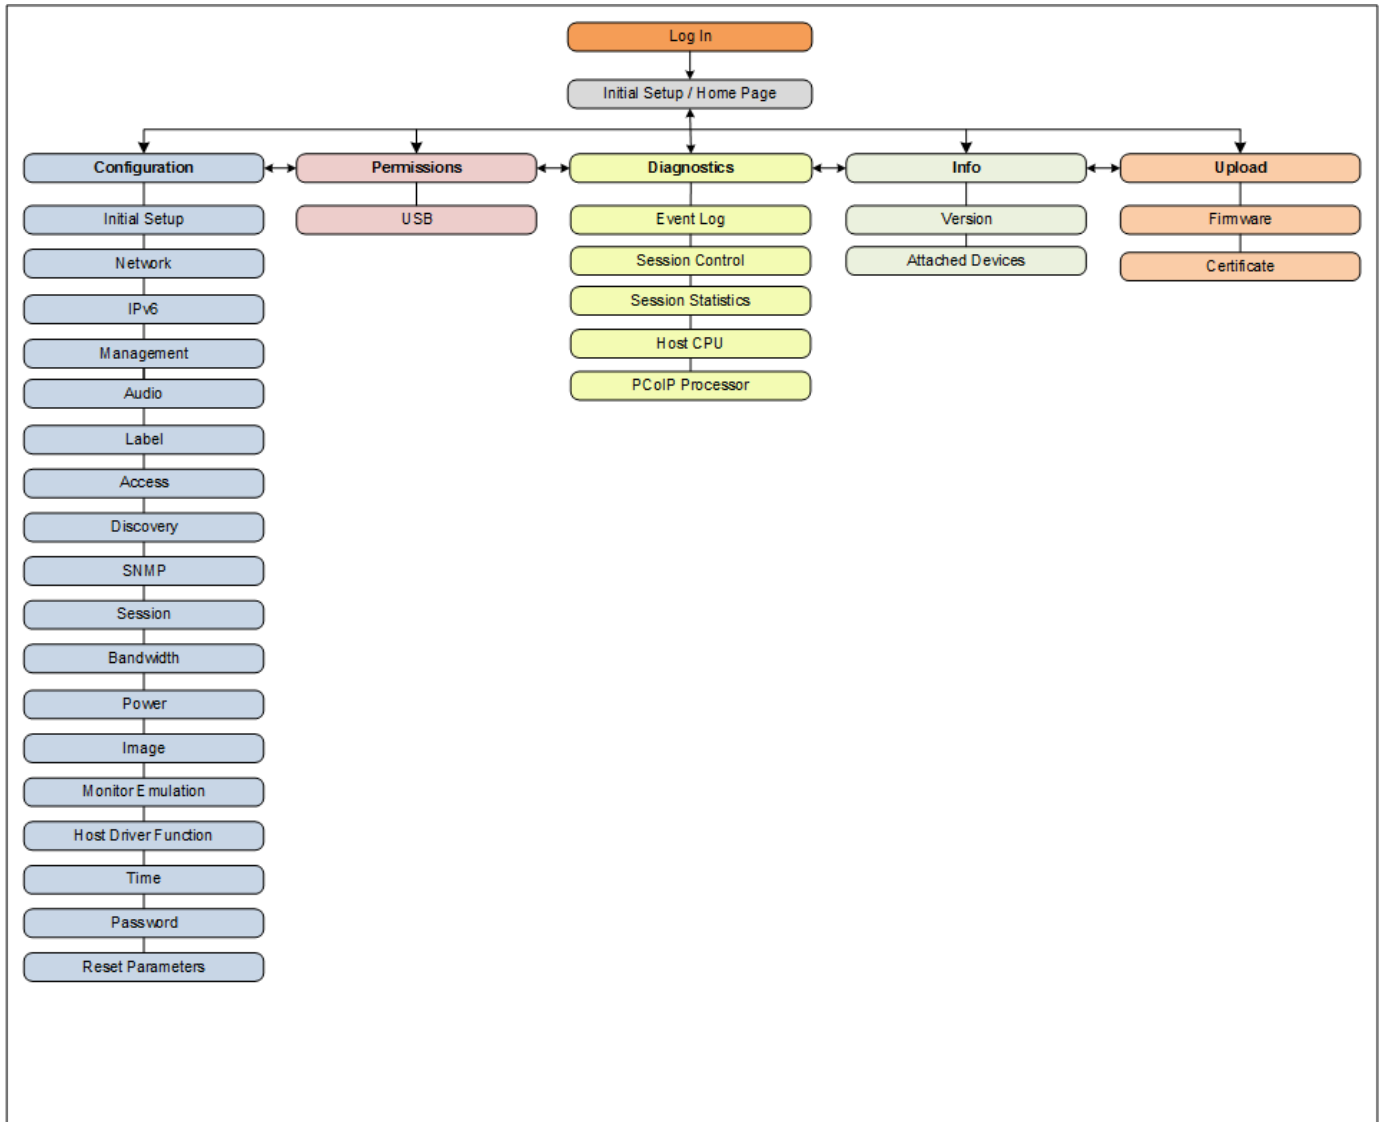 Log In
Initial Setup / Home Page
Configuration
Permissions
Diagnostics
Info
Upload
Initial Setup
Network
IPv6
Management
Audio
Label
Access
Discovery
SNMP
Session
Bandwidth
Power
Image
Monitor Emulation
Host Driver Function
Time
Password
Reset Parameters
USB
Event Log
Session Control
Session Statistics
Host CPU
PCoIP Processor
Version
Attached Devices
Firmware
Certificate